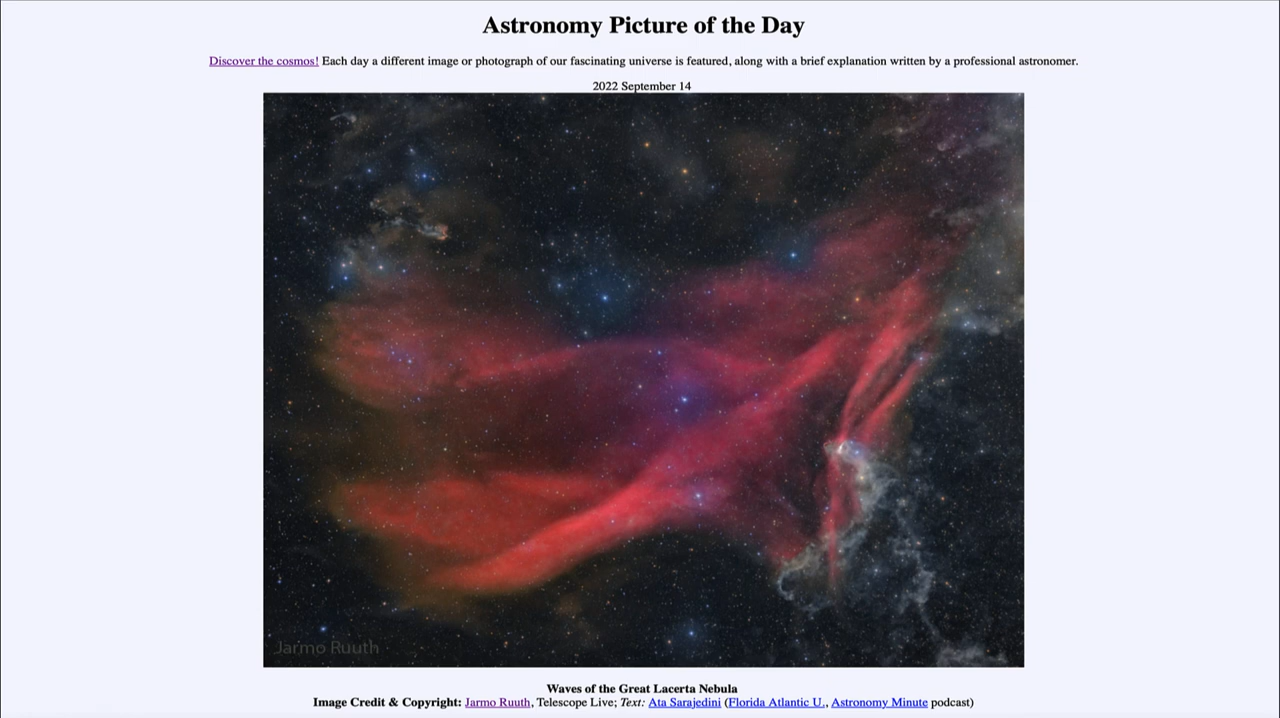 Astronomy Picture of the Day
Discover the cosmos! Each day a different image or photograph of our fascinating universe is featured, along with a brief explanation written by a professional astronomer.
2022 September 14
Jarmo Ruuth
Waves of the Great Lacerta Nebula
Image Credit & Copyright: Jarmo Ruuth, Telescope Live; Text: Ata Sarajedini (Florida Atlantic U., Astronomy Minute podcast)